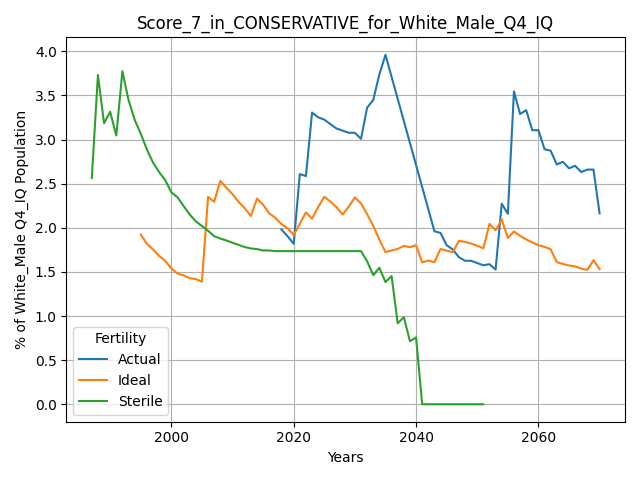 Score_7_in_CONSERVATIVE_for_White_Male_Q4_IQ
% of White_Male Q4_IQ Population
4.0
3.5
3.0
2.5
2.0
1.5
1.0
0.5
0.0
Fertility
Actual
Ideal
Sterile
2000 2020 2040 2060
Years